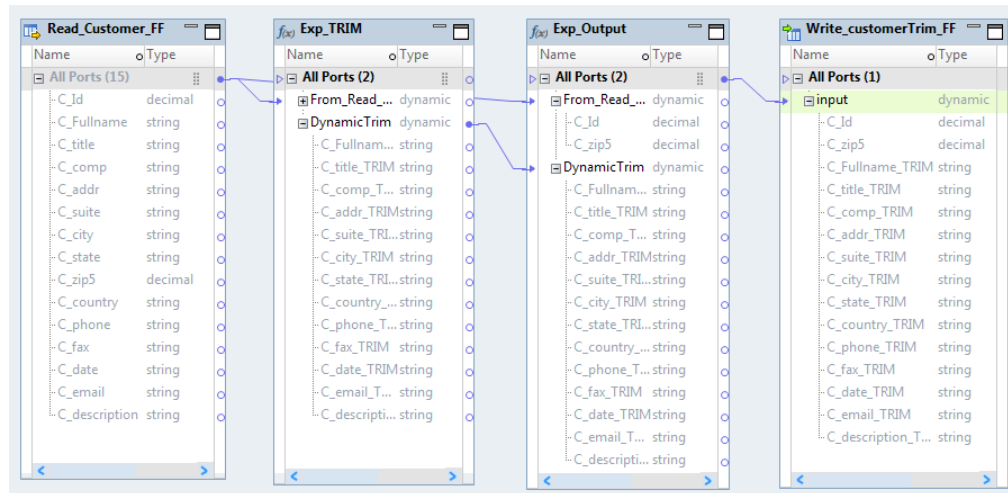 Read_Customer_FF
Name Type
All Ports (15)
C_Id decimal
C_Fullname string
C_title string
C_comp string
C_addr string
C_suite string
C_city string
C_state string
C_zip5 decimal
C_country string
C_phone string
C_fax string
C_date string
C_email string
C_description string
f(x) Exp_TRIM
Name Type
All Ports (2)
From_Read_... dynamic
DynamicTrim dynamic
C_Fullnam... string
C_title_TRIM string
C_comp_T... string
C_addr_TRIM string
C_suite_TRI... string
C_city_TRIM string
C_state_TRI... string
C_country_... string
C_phone_T... string
C_fax_TRIM string
C_date_TRIM string
C_email_T... string
C_descripti... string
f(x) Exp_Output
Name Type
All Ports (2)
From_Read_... dynamic
C_Id decimal
C_zip5 decimal
DynamicTrim dynamic
C_Fullnam... string
C_title_TRIM string
C_comp_T... string
C_addr_TRIM string
C_suite_TRI... string
C_city_TRIM string
C_state_TRI... string
C_country_... string
C_phone_T... string
C_fax_TRIM string
C_date_TRIM string
C_email_T... string
C_descripti... string
Write_customerTrim_FF
Name Type
All Ports (1)
input dynamic
C_Id decimal
C_zip5 decimal
C_Fullname_TRIM string
C_title_TRIM string
C_comp_TRIM string
C_addr_TRIM string
C_suite_TRIM string
C_city_TRIM string
C_state_TRIM string
C_country_TRIM string
C_phone_TRIM string
C_fax_TRIM string
C_date_TRIM string
C_email_TRIM string
C_description_T... string